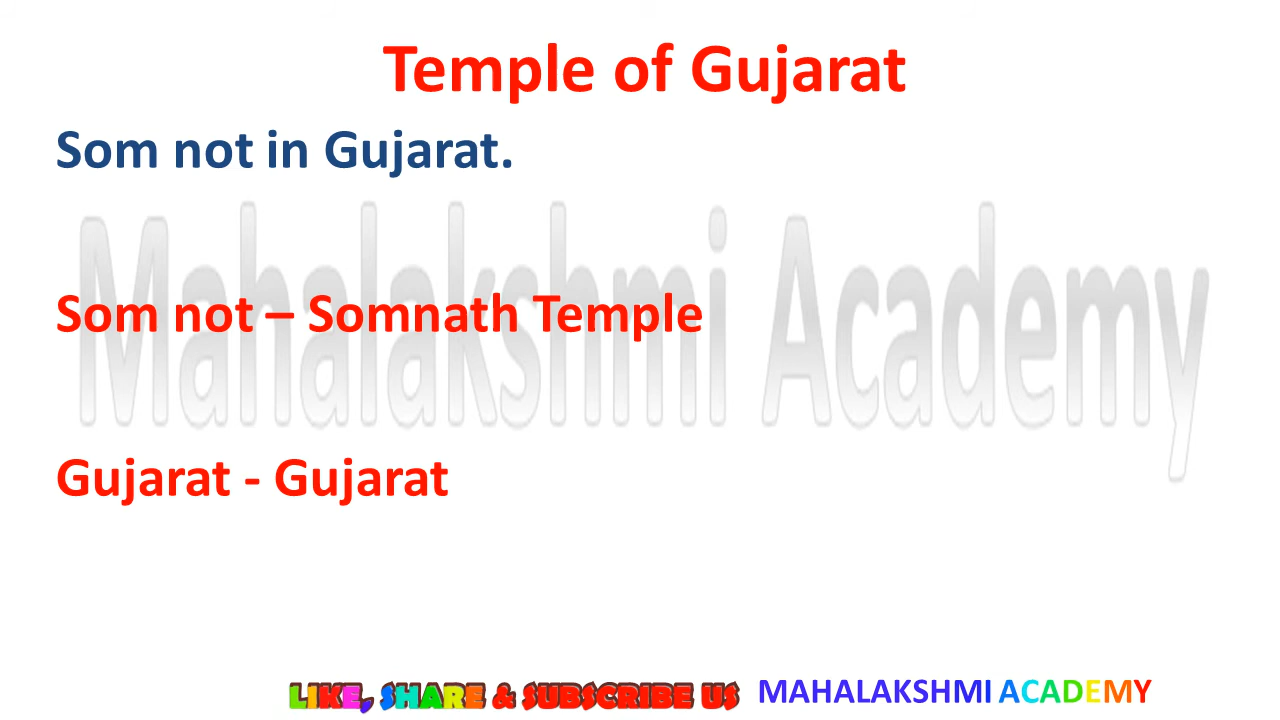 Temple of Gujarat
Som not in Gujarat.
Mahalakshmi Academy
Som not – Somnath Temple
Gujarat - Gujarat
LIKE, SHARE & SUBSCRIBE US MAHALAKSHMI ACADEMY